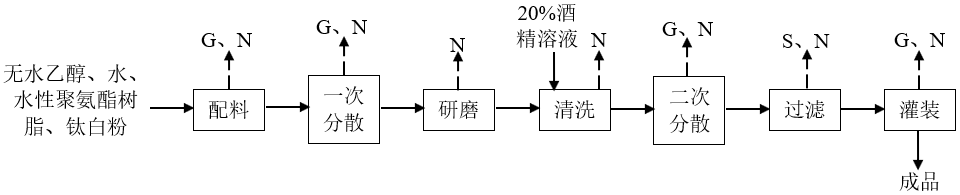 20%酒
精溶液
G、N
G、N
N
N
G、N
S、N
G、N
无水乙醇、水、
水性聚氨酯树
脂、钛白粉
配料
一次
分散
研磨
清洗
二次
分散
过滤
灌装
成品